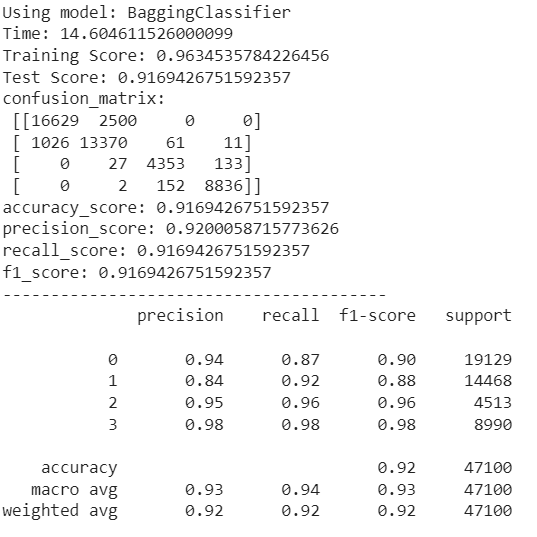 Using model: BaggingClassifier
Time: 14.604611526000099
Training Score: 0.9634535784226456
Test Score: 0.9169426751592357
confusion_matrix:
[[16629 2500 0 0]
[ 1026 13370 61 11]
[ 0 27 4353 133]
[ 0 2 152 8836]]
accuracy_score: 0.9169426751592357
precision_score: 0.9200058715773626
recall_score: 0.9169426751592357
f1_score: 0.9169426751592357
----------------------------------------
precision recall f1-score support
0 0.94 0.87 0.90 19129
1 0.84 0.92 0.88 14468
2 0.95 0.96 0.96 4513
3 0.98 0.98 0.98 8990
accuracy 0.92 47100
macro avg 0.93 0.94 0.93 47100
weighted avg 0.92 0.92 0.92 47100